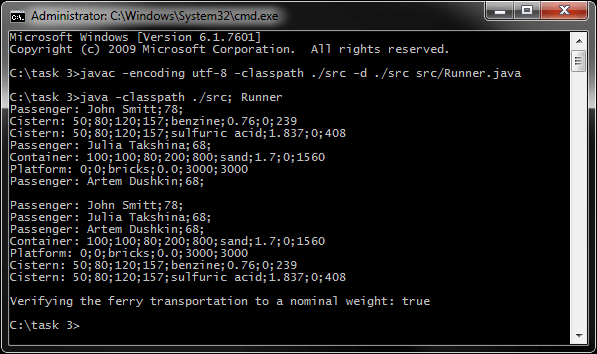 Administrator: C:\Windows\System32\cmd.exe
Microsoft Windows [Version 6.1.7601]
Copyright (c) 2009 Microsoft Corporation.  All rights reserved.
C:\task 3>javac -encoding utf-8 -classpath ./src -d ./src src/Runner.java
C:\task 3>java -classpath ./src; Runner
Passenger: John Smitt;78;
Cistern: 50;80;120;157;benzine;0.76;0;239
Cistern: 50;80;120;157;sulfuric acid;1.837;0;408
Passenger: Julia Takshina;68;
Container: 100;100;80;200;800;sand;1.7;0;1560
Platform: 0;0;bricks;0.0;3000;3000
Passenger: Artem Dushkin;68;
Passenger: John Smitt;78;
Passenger: Julia Takshina;68;
Passenger: Artem Dushkin;68;
Container: 100;100;80;200;800;sand;1.7;0;1560
Platform: 0;0;bricks;0.0;3000;3000
Cistern: 50;80;120;157;benzine;0.76;0;239
Cistern: 50;80;120;157;sulfuric acid;1.837;0;408
Verifying the ferry transportation to a nominal weight: true
C:\task 3>